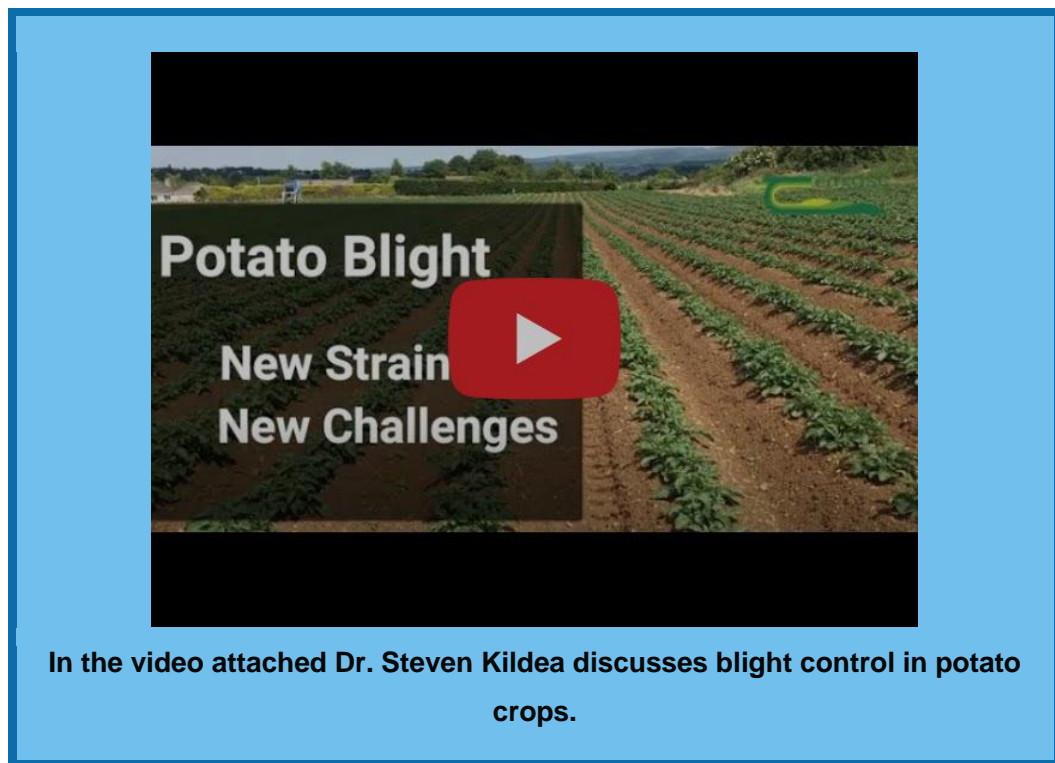 Potato Blight
New Strain
New Challenges
In the video attached Dr. Steven Kildea discusses blight control in potato
crops.